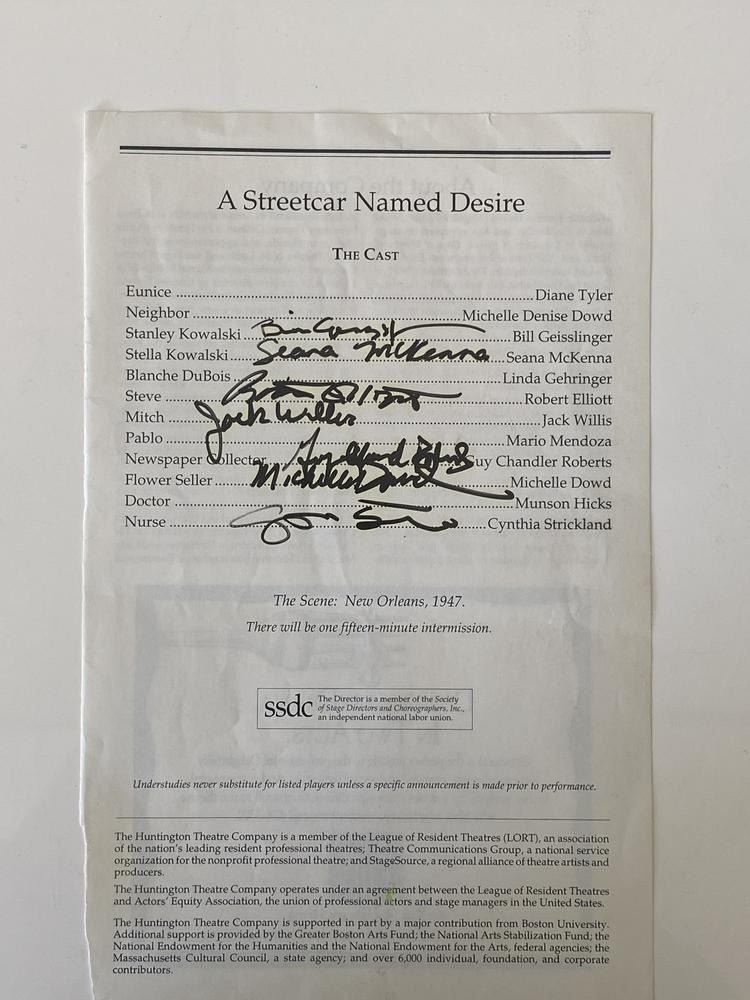 A Streetcar Named Desire
THE CAST
Eunice ........ Diane Tyler
Neighbor ........ Michelle Denise Dowd
Stanley Kowalski ........ Bill Geisslinger
Stella Kowalski ........ Seana McKenna ........ Seana McKenna
Blanche DuBois ........ Linda Gehringer
Steve ........ Robert Elliott
Mitch ........ Jack Willis ........ Jack Willis
Pablo ........ Mario Mendoza
Newspaper Collector ........ Guy Chandler Roberts
Flower Seller ........ Michelle Dowd ........ Michelle Dowd
Doctor ........ Munson Hicks
Nurse ........ Cynthia Strickland
The Scene: New Orleans, 1947.
There will be one fifteen-minute intermission.
ssdc
The Director is a member of the Society
of Stage Directors and Choreographers, Inc.,
an independent national labor union.
Understudies never substitute for listed players unless a specific announcement is made prior to performance.
The Huntington Theatre Company is a member of the League of Resident Theatres (LORT), an association
of the nation's leading resident professional theatres; Theatre Communications Group, a national service
organization for the nonprofit professional theatre; and StageSource, a regional alliance of theatre artists and
producers.
The Huntington Theatre Company operates under an agreement between the League of Resident Theatres
and Actors' Equity Association, the union of professional actors and stage managers in the United States.
The Huntington Theatre Company is supported in part by a major contribution from Boston University.
Additional support is provided by the Greater Boston Arts Fund; the National Arts Stabilization Fund; the
National Endowment for the Humanities and the National Endowment for the Arts, federal agencies; the
Massachusetts Cultural Council, a state agency; and over 6,000 individual, foundation, and corporate
contributors.